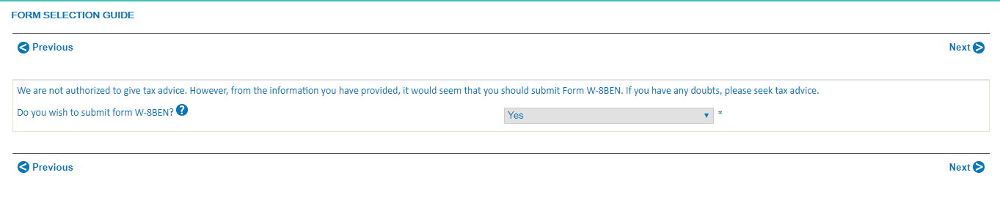 FORM SELECTION GUIDE
Previous
Next
We are not authorized to give tax advice. However, from the information you have provided, it would seem that you should submit Form W-8BEN. If you have any doubts, please seek tax advice.
Do you wish to submit form W-8BEN? ?
Yes *
Previous
Next